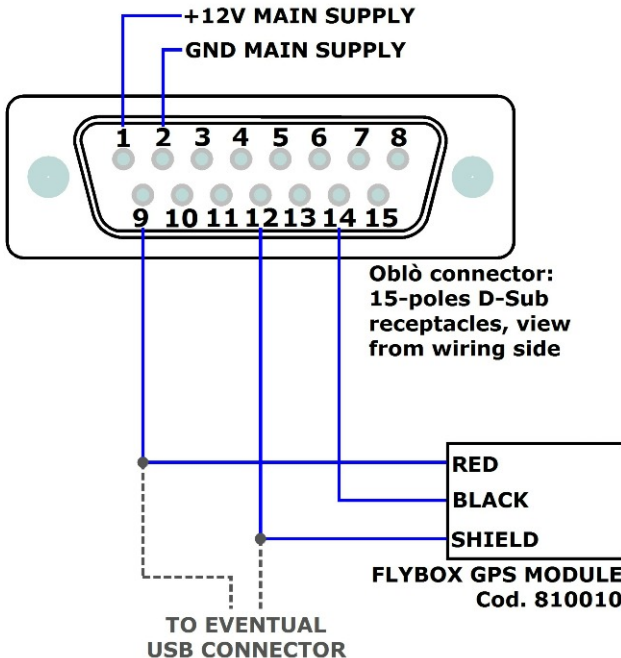 +12V MAIN SUPPLY
GND MAIN SUPPLY
1 2 3 4 5 6 7 8
9 10 11 12 13 14 15
Oblò connector:
15-poles D-Sub
receptacles, view
from wiring side
RED
BLACK
SHIELD
FLYBOX GPS MODULE
Cod. 810010
TO EVENTUAL
USB CONNECTOR